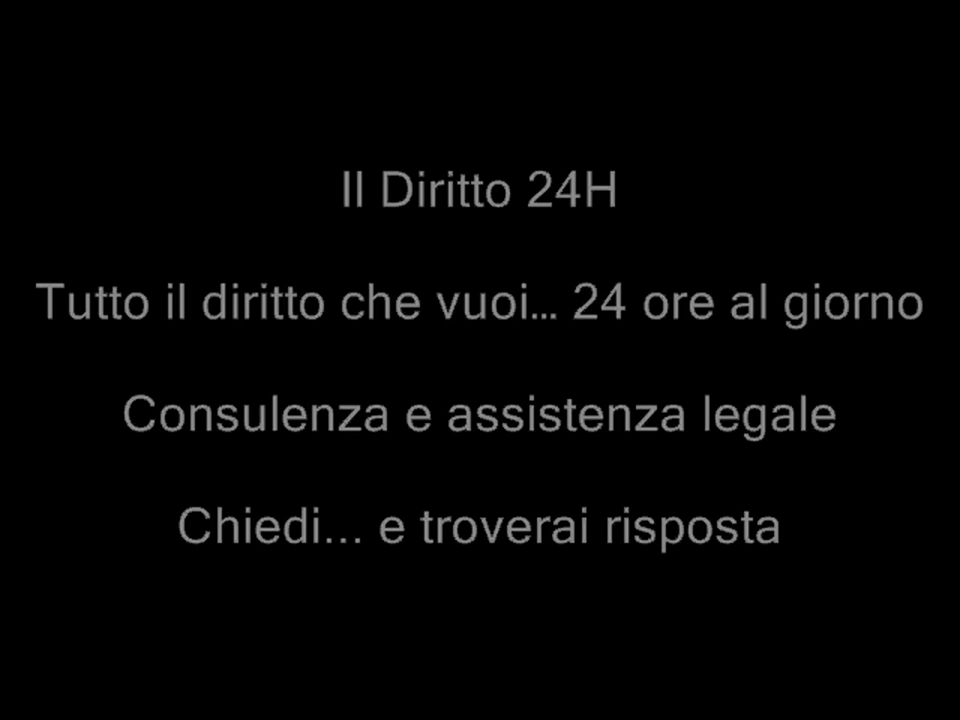 Il Diritto 24H
Tutto il diritto che vuoi... 24 ore al giorno
Consulenza e assistenza legale
Chiedi... e troverai risposta